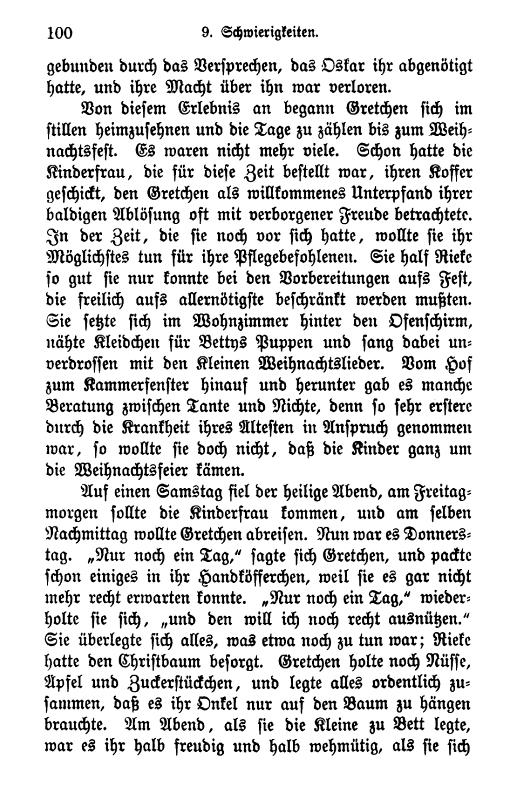 100 9. Schwierigkeiten.
gebunden durch das Versprechen, das Oskar ihr abgenötigt
hatte, und ihre Macht über ihn war verloren.
Von diesem Erlebnis an begann Gretchen sich im
stillen heimzusehnen und die Tage zu zählen bis zum Weih-
nachtsfest. Es waren nicht mehr viele. Schon hatte die
Kinderfrau, die für diese Zeit bestellt war, ihren Koffer
geschickt, den Gretchen als willkommenes Unterpfand ihrer
baldigen Ablösung oft mit verborgener Freude betrachtete.
In der Zeit, die sie noch vor sich hatte, wollte sie ihr
Möglichstes tun für ihre Pflegebefohlenen. Sie half Rieke
so gut sie nur konnte bei den Vorbereitungen aufs Fest,
die freilich aufs allernötigste beschränkt werden mußten.
Sie setzte sich im Wohnzimmer hinter den Ofenschirm,
nähte Kleidchen für Bettys Puppen und sang dabei un-
verdrossen mit den Kleinen Weihnachtslieder. Vom Hof
zum Kammerfenster hinauf und herunter gab es manche
Beratung zwischen Tante und Nichte, denn so sehr erstere
durch die Krankheit ihres Ältesten in Anspruch genommen
war, so wollte sie doch nicht, daß die Kinder ganz um
die Weihnachtsfeier kämen.
Auf einen Samstag fiel der heilige Abend, am Freitag-
morgen sollte die Kinderfrau kommen, und am selben
Nachmittag wollte Gretchen abreisen. Nun war es Donners-
tag. „Nur noch ein Tag,“ sagte sich Gretchen, und packte
schon einiges in ihr Handköfferchen, weil sie es gar nicht
mehr recht erwarten konnte. „Nur noch ein Tag,“ wieder-
holte sie sich, „und den will ich noch recht ausnützen.“
Sie überlegte sich alles, was etwa noch zu tun war; Rieke
hatte den Christbaum besorgt. Gretchen holte noch Nüsse,
Äpfel und Zuckerstückchen, und legte alles ordentlich zu-
sammen, daß es ihr Onkel nur auf den Baum zu hängen
brauchte. Am Abend, als sie die Kleine zu Bett legte,
war es ihr halb freudig und halb wehmütig, als sie sich